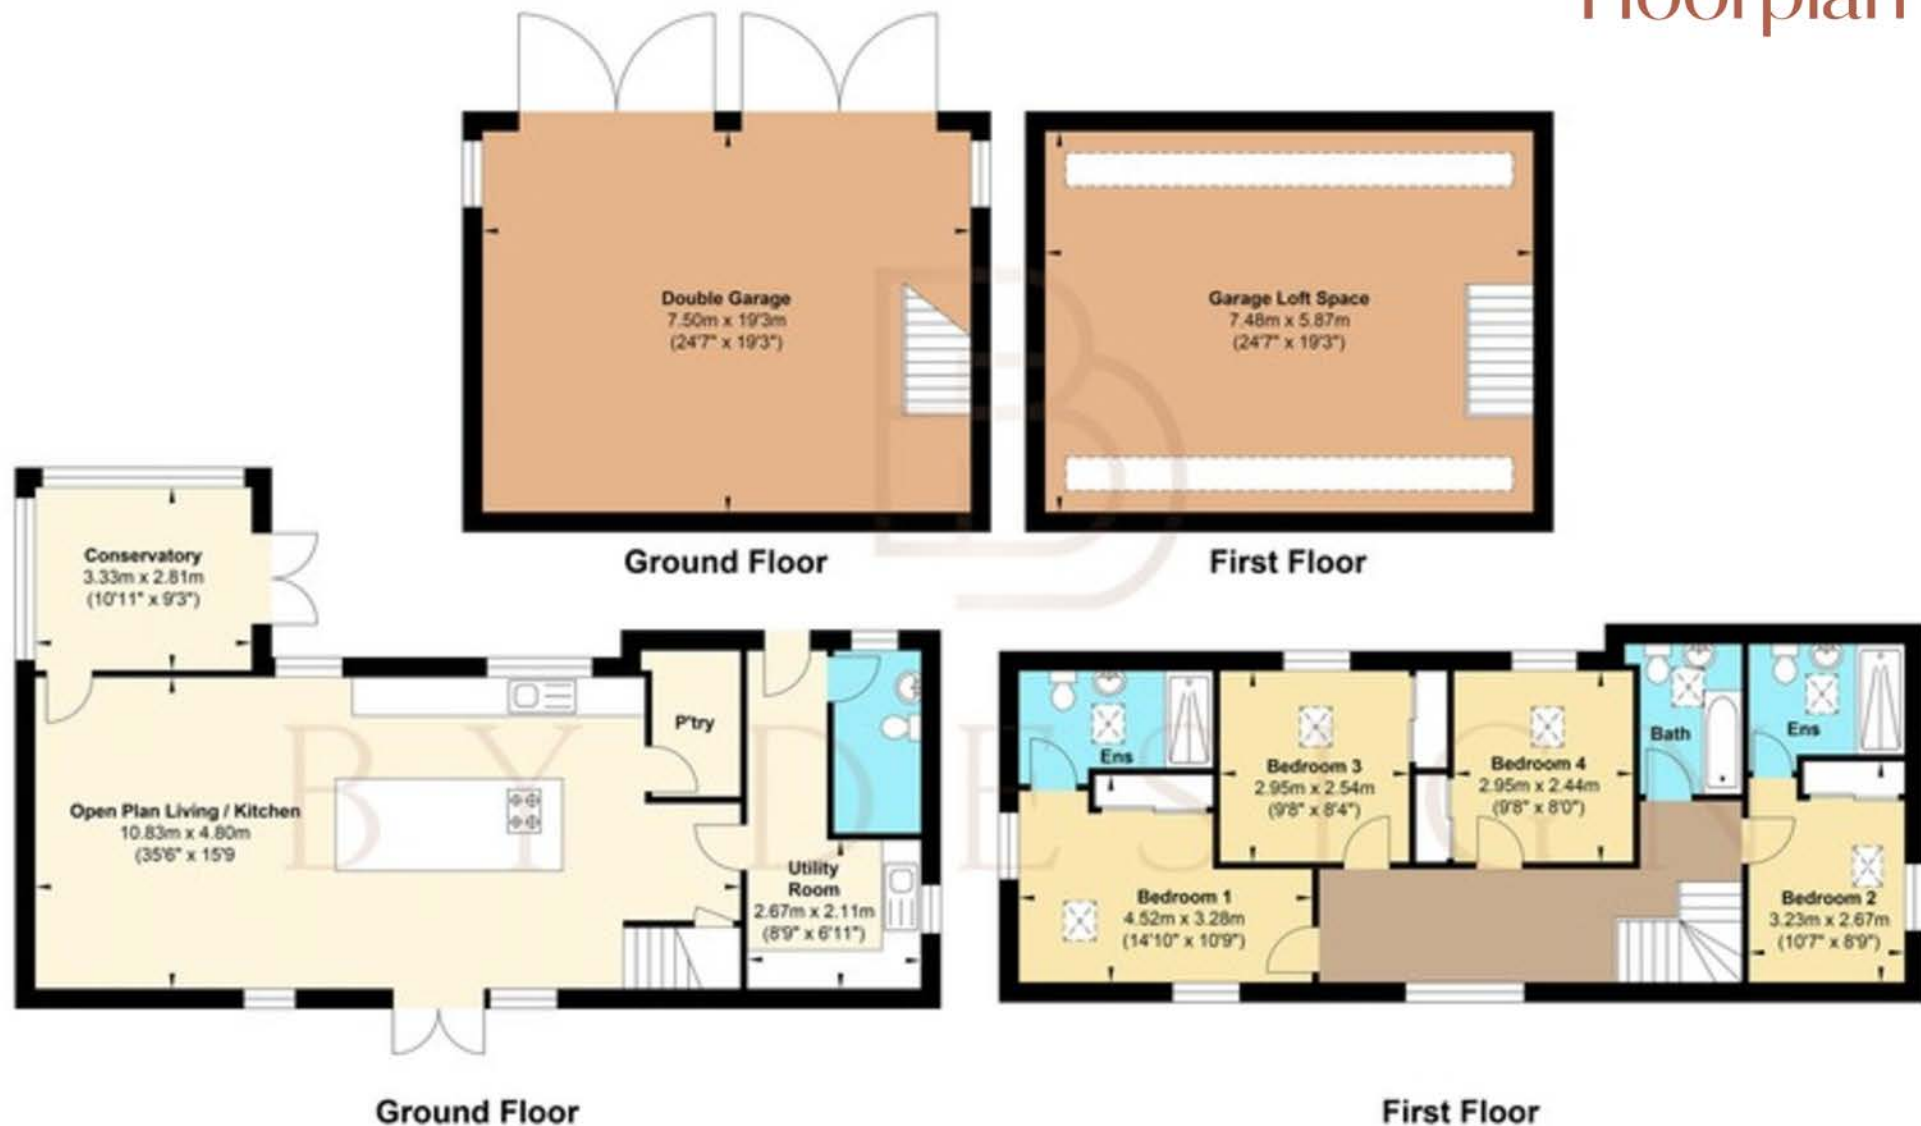 Floorplan
Double Garage
7.50m x 19'3m
(24'7" x 19'3")
Garage Loft Space
7.48m x 5.87m
(24'7" x 19'3")
Ground Floor
First Floor
Conservatory
3.33m x 2.81m
(10'11" x 9'3")
P'try
Open Plan Living / Kitchen
10.83m x 4.80m
(35'6" x 15'9
Utility
Room
2.67m x 2.11m
(8'9" x 6'11")
Ens
Bedroom 3
2.95m x 2.54m
(9'8" x 8'4")
Bedroom 4
2.95m x 2.44m
(9'8" x 8'0")
Bath
Ens
Bedroom 1
4.52m x 3.28m
(14'10" x 10'9")
Bedroom 2
3.23m x 2.67m
(10'7" x 8'9")
BY DESIGN
Ground Floor
First Floor